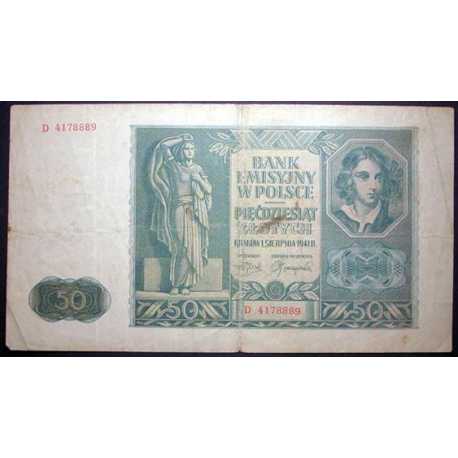 D 4178889
BANK
EMISYJNY
W POLSCE
PIĘĆDZIESIĄT
ZŁOTYCH
KRAKÓW 1. SIERPNIA 1941 R.
50
50
50
D 4178889